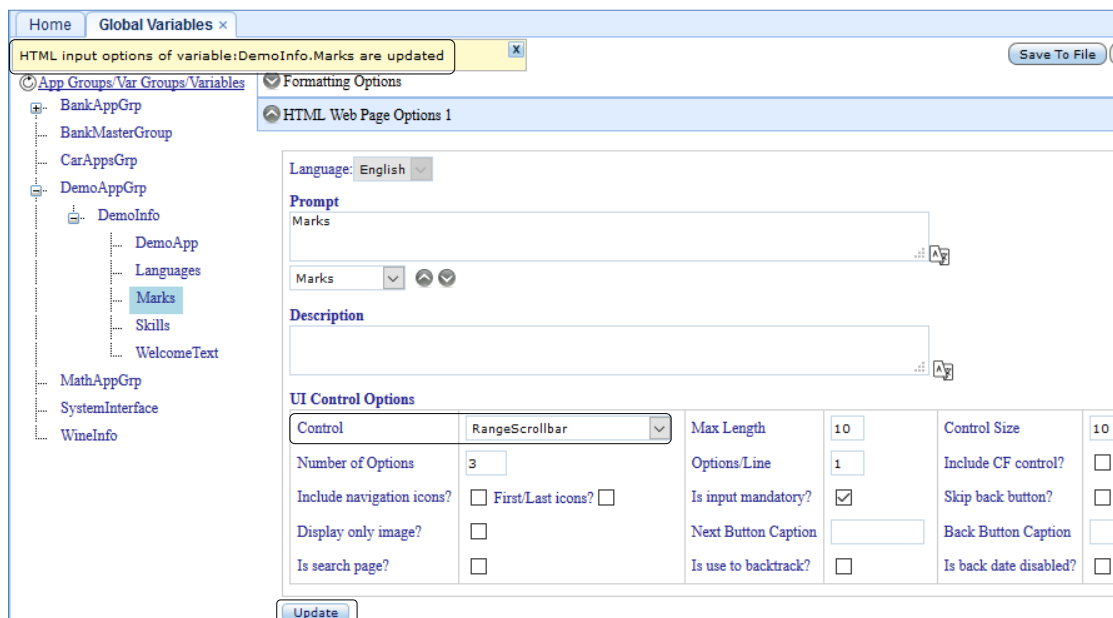 Home Global Variables ×
HTML input options of variable:DemoInfo.Marks are updated x
Save To File
App Groups/Var Groups/Variables
BankAppGrp
BankMasterGroup
CarAppsGrp
DemoAppGrp
DemoInfo
DemoApp
Languages
Marks
Skills
WelcomeText
MathAppGrp
SystemInterface
WineInfo
Formatting Options
HTML Web Page Options 1
Language: English
Prompt
Marks
Marks
Description
UI Control Options
Control RangeScrollbar Max Length 10 Control Size 10
Number of Options 3 Options/Line 1 Include CF control?
Include navigation icons? First/Last icons? Is input mandatory? Skip back button?
Display only image? Next Button Caption Back Button Caption
Is search page? Is use to backtrack? Is back date disabled?
Update